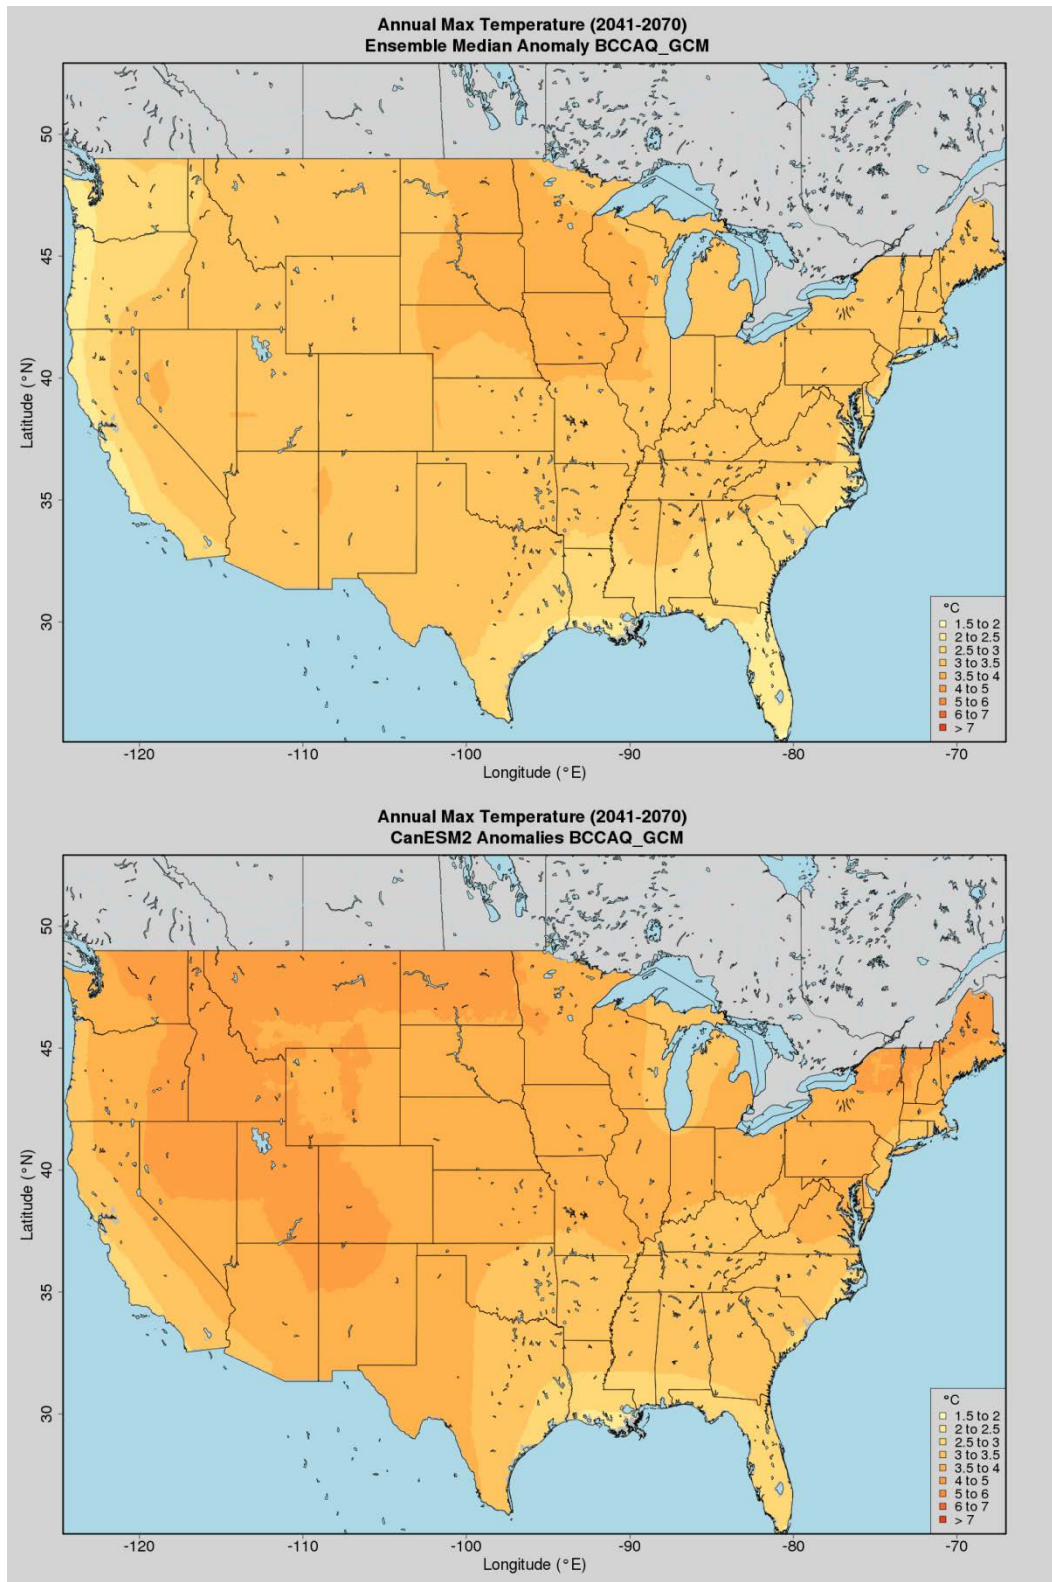 Annual Max Temperature (2041-2070)
Ensemble Median Anomaly BCCAQ_GCM
50
45
40
35
30
Latitude (°N)
-120
-110
-100
-90
-80
-70
Longitude (°E)
°C
1.5 to 2
2 to 2.5
2.5 to 3
3 to 3.5
3.5 to 4
4 to 5
5 to 6
6 to 7
> 7
Annual Max Temperature (2041-2070)
CanESM2 Anomalies BCCAQ_GCM
50
45
40
35
30
Latitude (°N)
-120
-110
-100
-90
-80
-70
Longitude (°E)
°C
1.5 to 2
2 to 2.5
2.5 to 3
3 to 3.5
3.5 to 4
4 to 5
5 to 6
6 to 7
> 7